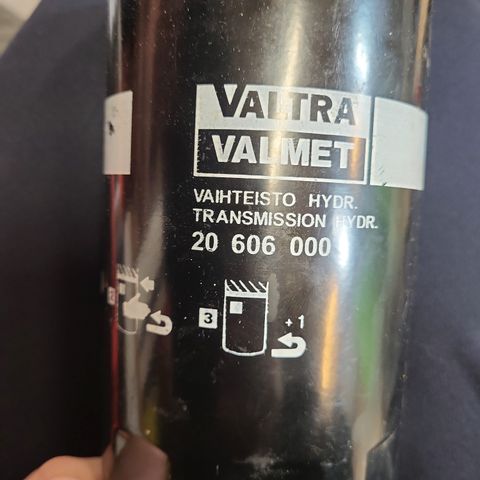 VALTRA
VALMET
VAIHTEISTO HYDR.
TRANSMISSION HYDR.
20 606 000
3
+1